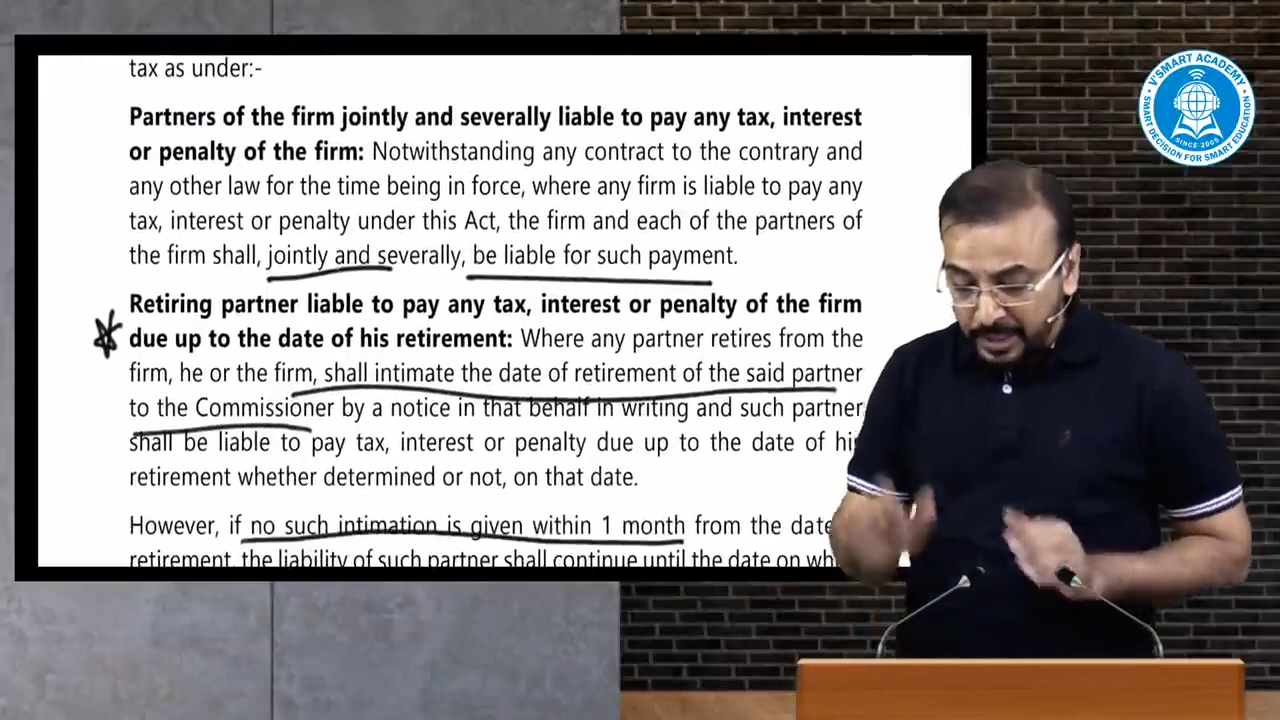 tax as under:-
Partners of the firm jointly and severally liable to pay any tax, interest
or penalty of the firm: Notwithstanding any contract to the contrary and
any other law for the time being in force, where any firm is liable to pay any
tax, interest or penalty under this Act, the firm and each of the partners of
the firm shall, jointly and severally, be liable for such payment.
Retiring partner liable to pay any tax, interest or penalty of the firm
due up to the date of his retirement: Where any partner retires from the
firm, he or the firm, shall intimate the date of retirement of the said partner
to the Commissioner by a notice in that behalf in writing and such partner
shall be liable to pay tax, interest or penalty due up to the date of his
retirement whether determined or not, on that date.
However, if no such intimation is given within 1 month from the date
retirement, the liability of such partner shall continue until the date on
V'SMART ACADEMY
SMART DECISION FOR SMART EDUCATION
SINCE-2005